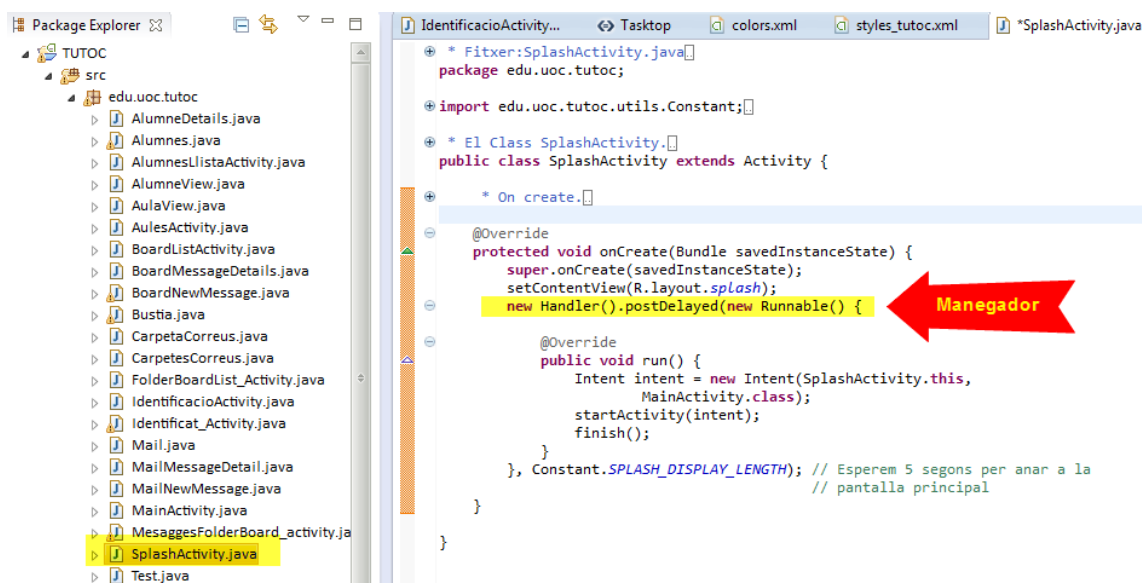 Package Explorer
TUTOC
src
edu.uoc.tutoc
AlumneDetails.java
Alumnes.java
AlumnesLlistaActivity.java
AlumneView.java
AulaView.java
AulesActivity.java
BoardListActivity.java
BoardMessageDetails.java
BoardNewMessage.java
Bustia.java
CarpetaCorreus.java
CarpetesCorreus.java
FolderBoardList_Activity.java
IdentificacioActivity.java
Identificat_Activity.java
Mail.java
MailMessageDetail.java
MailNewMessage.java
MainActivity.java
MesaggesFolderBoard_activity.ja
SplashActivity.java
Test.java
IdentificacioActivity... Tasktop colors.xml styles_tutoc.xml *SplashActivity.java
* Fitxer:SplashActivity.java
package edu.uoc.tutoc;
import edu.uoc.tutoc.utils.Constant;
* El Class SplashActivity.
public class SplashActivity extends Activity {
* On create.
@Override
protected void onCreate(Bundle savedInstanceState) {
super.onCreate(savedInstanceState);
setContentView(R.layout.splash);
new Handler().postDelayed(new Runnable() {
Manegador
@Override
public void run() {
Intent intent = new Intent(SplashActivity.this,
MainActivity.class);
startActivity(intent);
finish();
}
}, Constant.SPLASH_DISPLAY_LENGTH); // Esperem 5 segons per anar a la
// pantalla principal
}
}